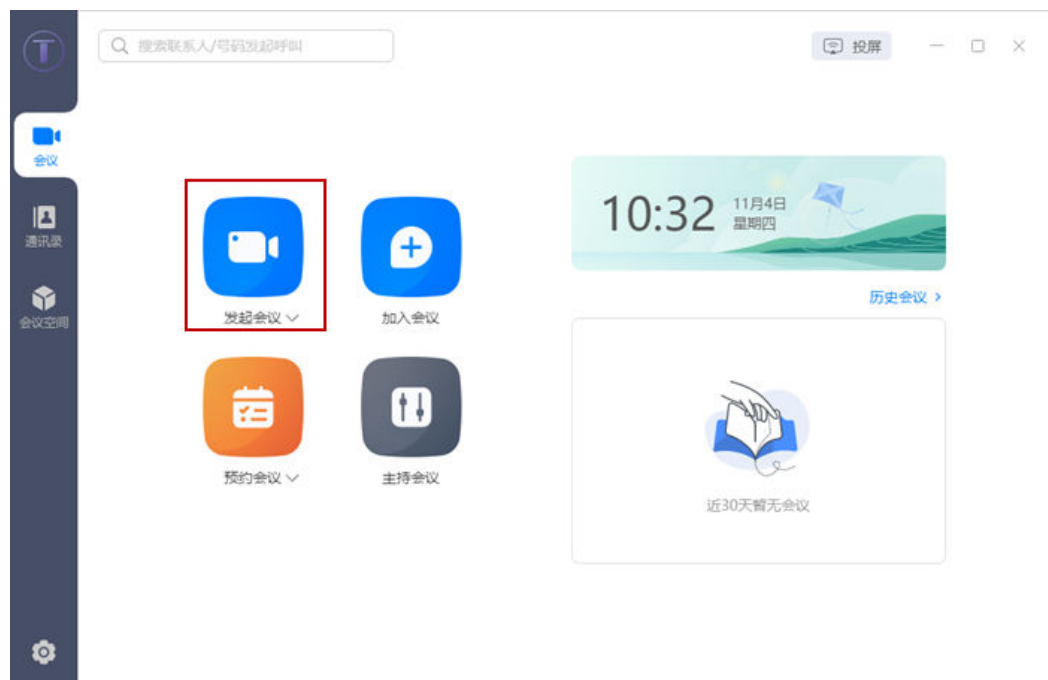 T
搜索联系人/号码发起呼叫
投屏
会议
通讯录
会议空间
发起会议
加入会议
预约会议
主持会议
10:32
11月4日
星期四
历史会议
近30天暂无会议